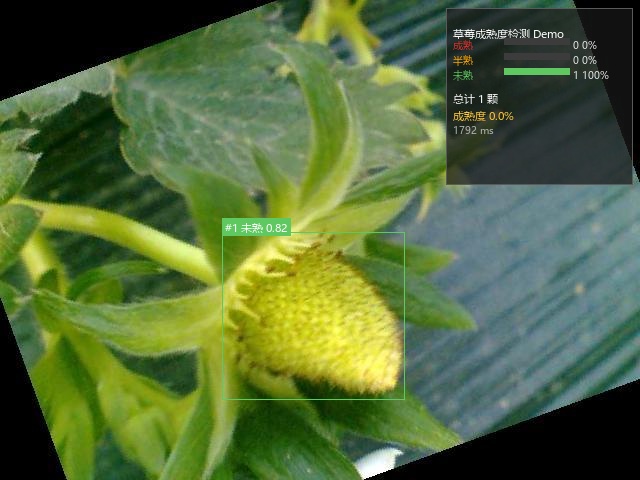 草莓成熟度检测 Demo
成熟 0 0%
半熟 0 0%
未熟 1 100%
总计 1 颗
成熟度 0.0%
1792 ms
#1 未熟 0.82